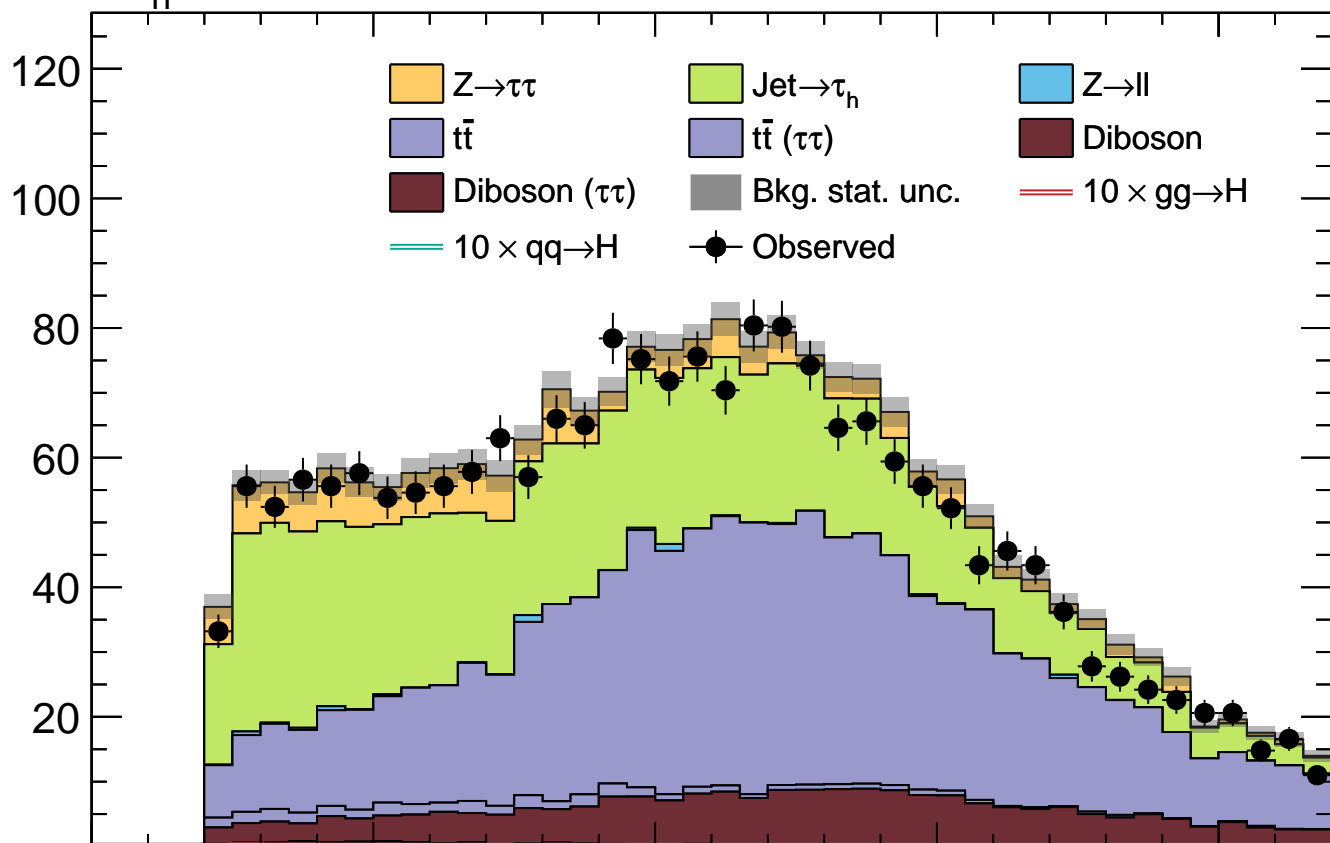 120
Z→ττ Jet→τh Z→ll
tt̄ tt̄ (ττ) Diboson
100
Diboson (ττ) Bkg. stat. unc. 10 × gg→H
10 × qq→H Observed
80
60
40
20